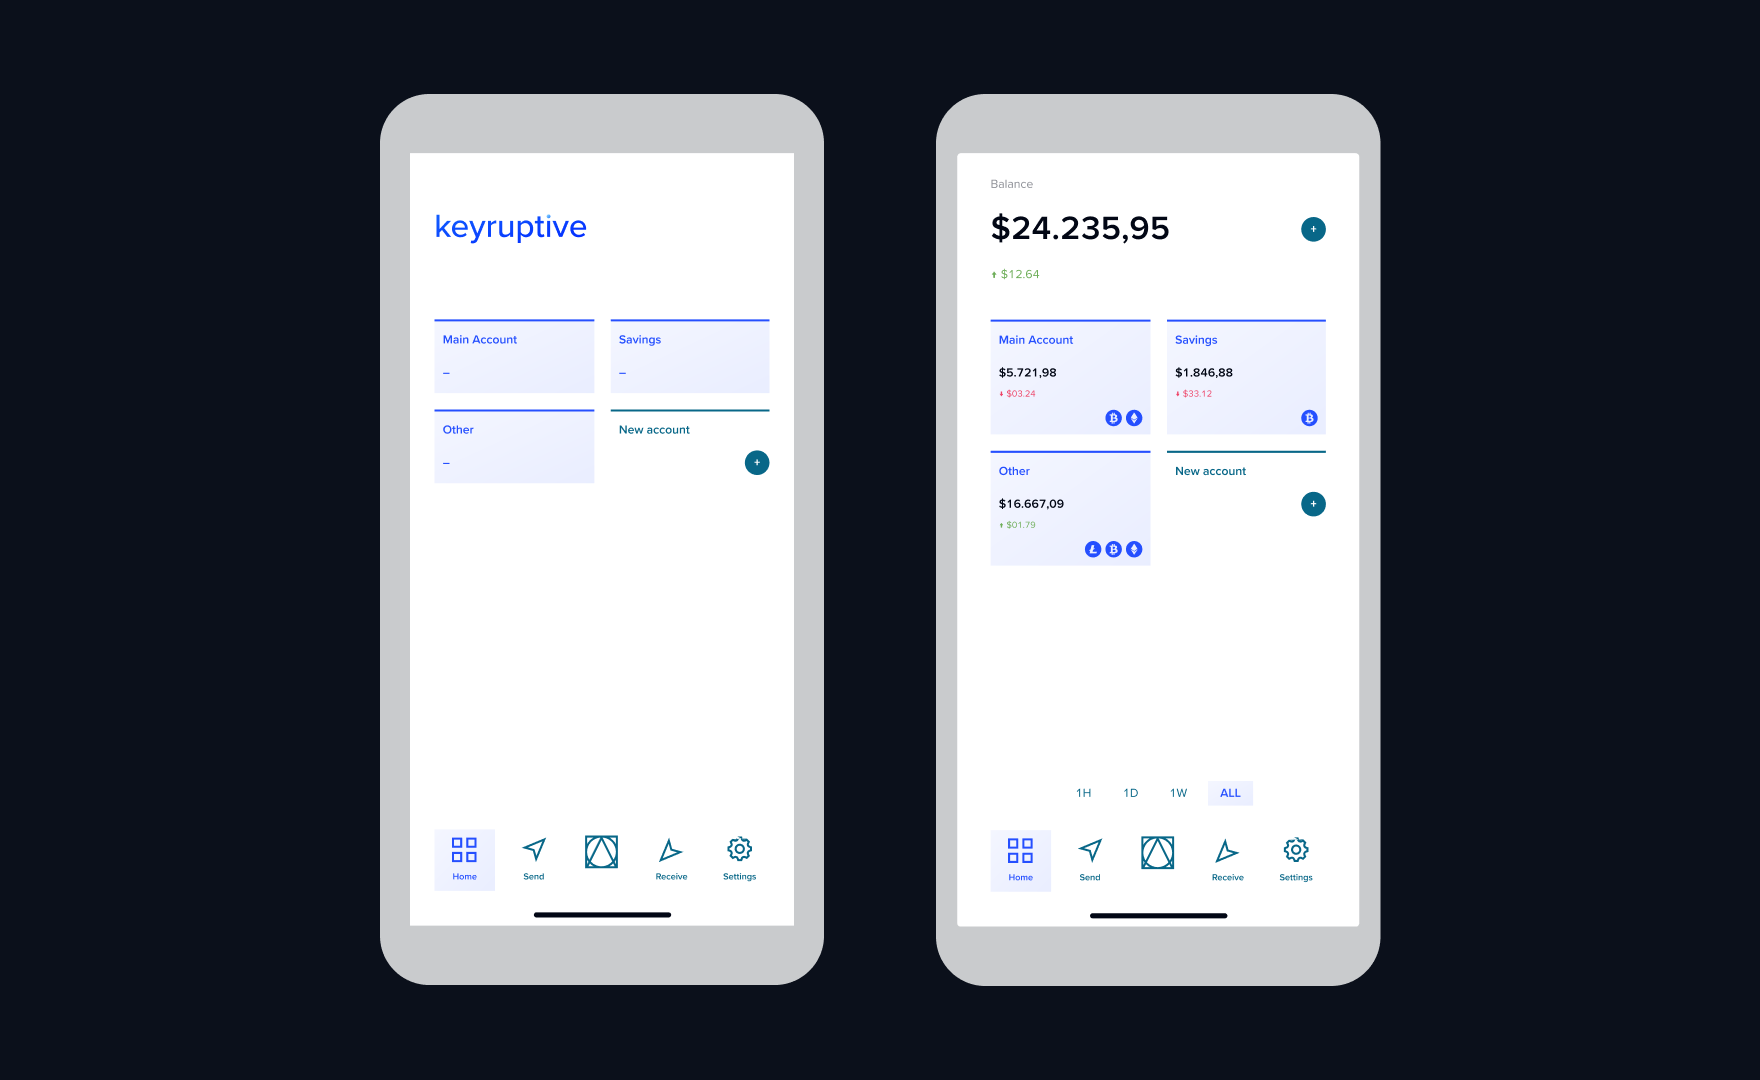 keyruptive
Main Account
–
Savings
–
Other
–
New account
+
Home
Send
Receive
Settings
Balance
$24.235,95
+
$12.64
Main Account
$5.721,98
$03.24
Savings
$1.846,88
$33.12
Other
$16.667,09
$01.79
New account
+
1H 1D 1W ALL
Home
Send
Receive
Settings